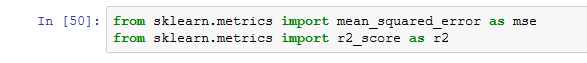 In [50]: from sklearn.metrics import mean_squared_error as mse
from sklearn.metrics import r2_score as r2